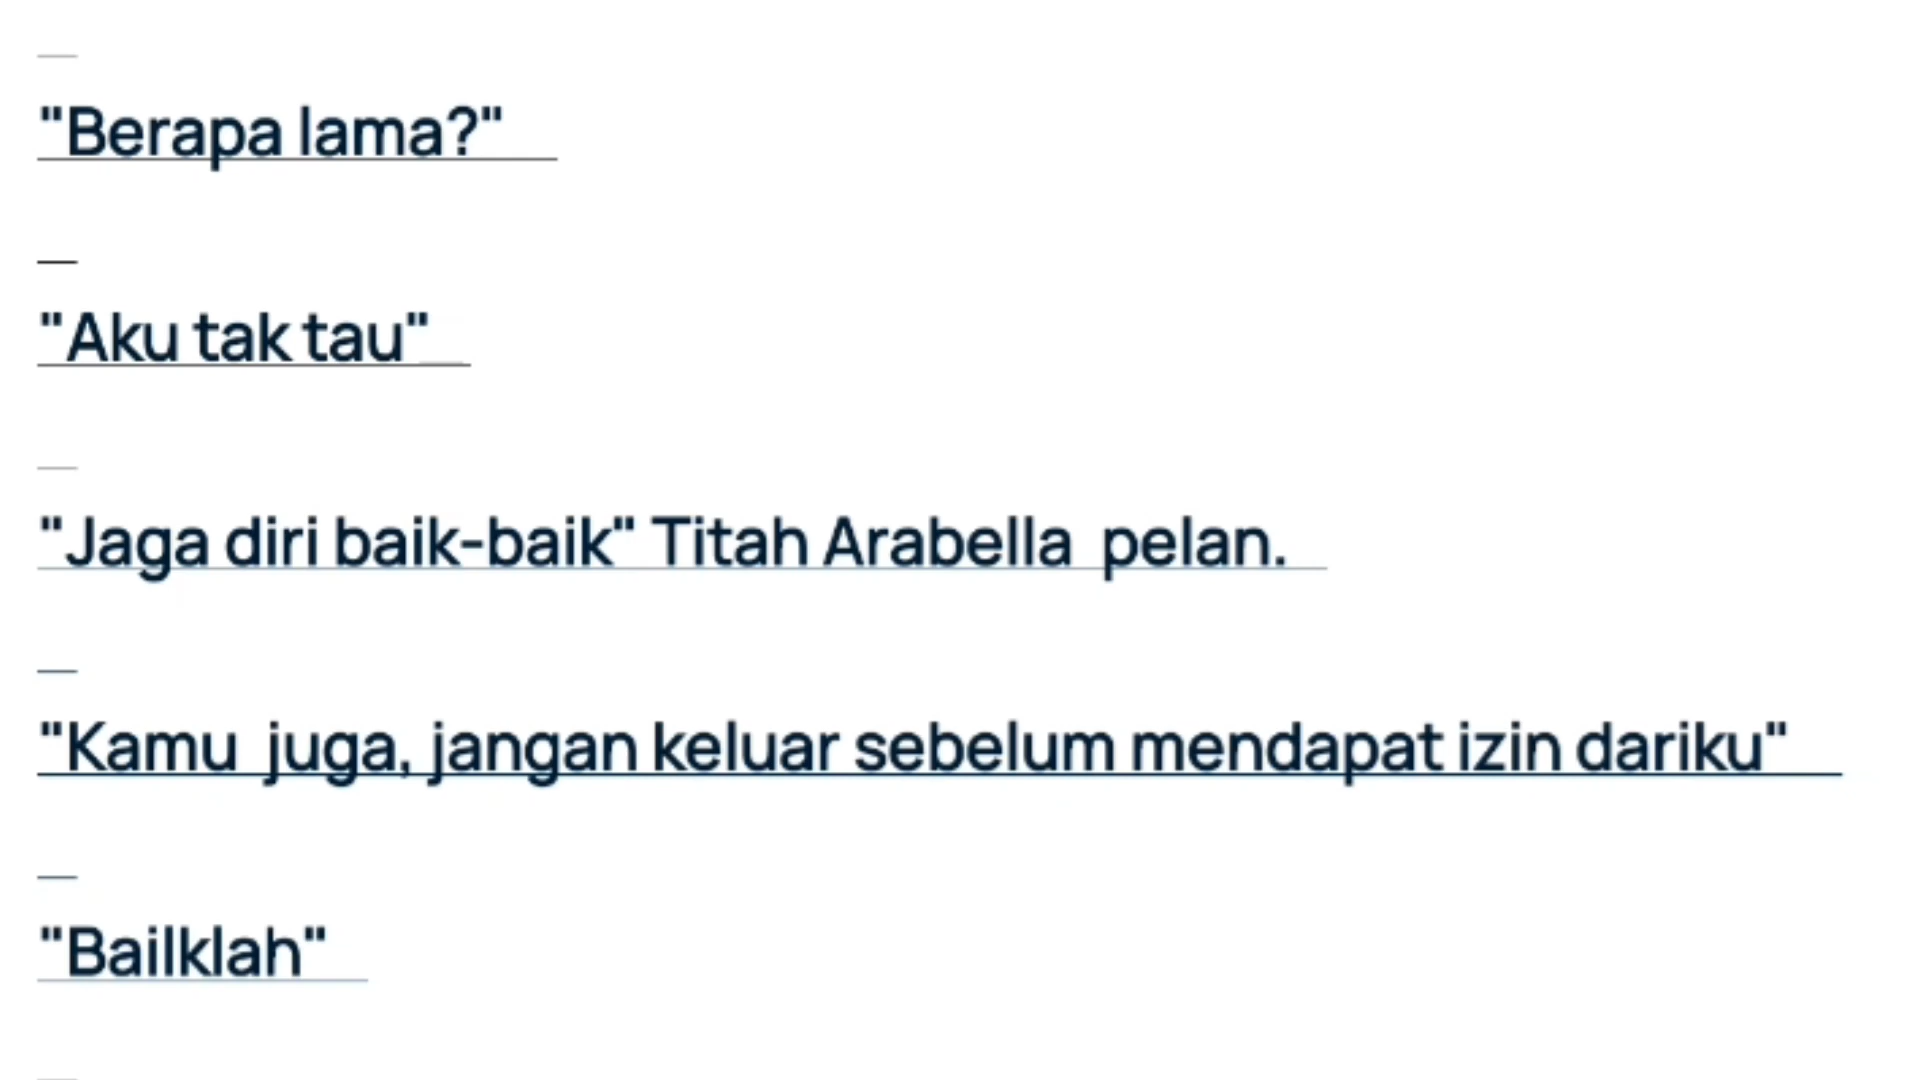 "Berapa lama?"
"Aku tak tau"
"Jaga diri baik-baik" Titah Arabella  pelan.
"Kamu  juga, jangan keluar sebelum mendapat izin dariku"
"Bailklah"